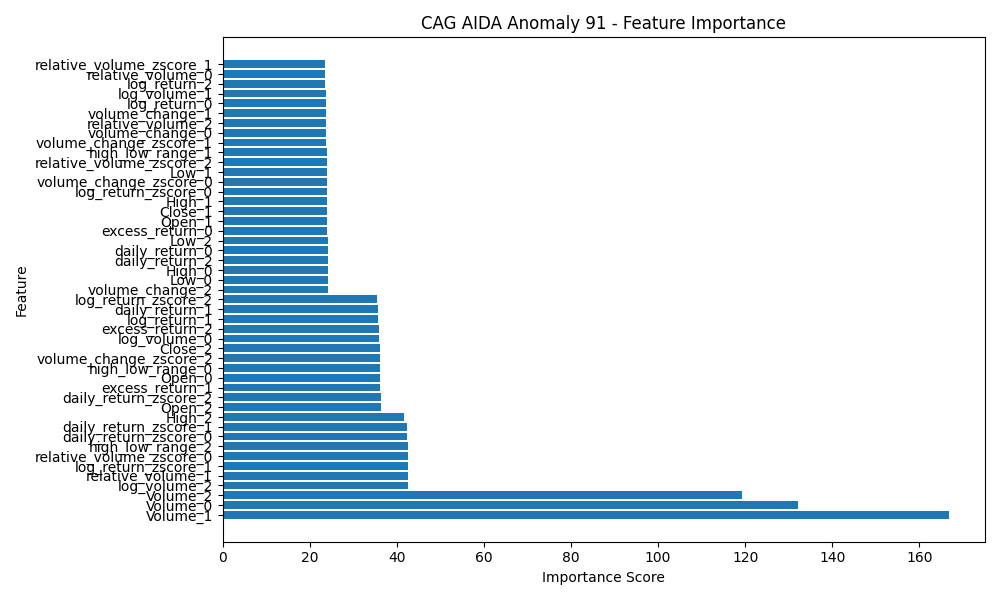 CAG AIDA Anomaly 91 - Feature Importance
relative_volume_zscore_1
relative_volume_0
log_return_2
log_volume_1
log_return_0
volume_change_1
relative_volume_2
volume_change_0
volume_change_zscore_1
high_low_range_1
relative_volume_zscore_2
Low_1
volume_change_zscore_0
log_return_zscore_0
High_1
Close_1
Open_1
excess_return_0
Low_2
daily_return_0
daily_return_2
High_0
Low_0
volume_change_2
log_return_zscore_2
daily_return_1
log_return_1
excess_return_2
log_volume_0
Close_2
volume_change_zscore_2
high_low_range_0
Open_0
excess_return_1
daily_return_zscore_2
Open_2
High_2
daily_return_zscore_1
daily_return_zscore_0
high_low_range_2
relative_volume_zscore_0
log_return_zscore_1
relative_volume_1
log_volume_2
Volume_2
Volume_0
Volume_1
Feature
0 20 40 60 80 100 120 140 160
Importance Score